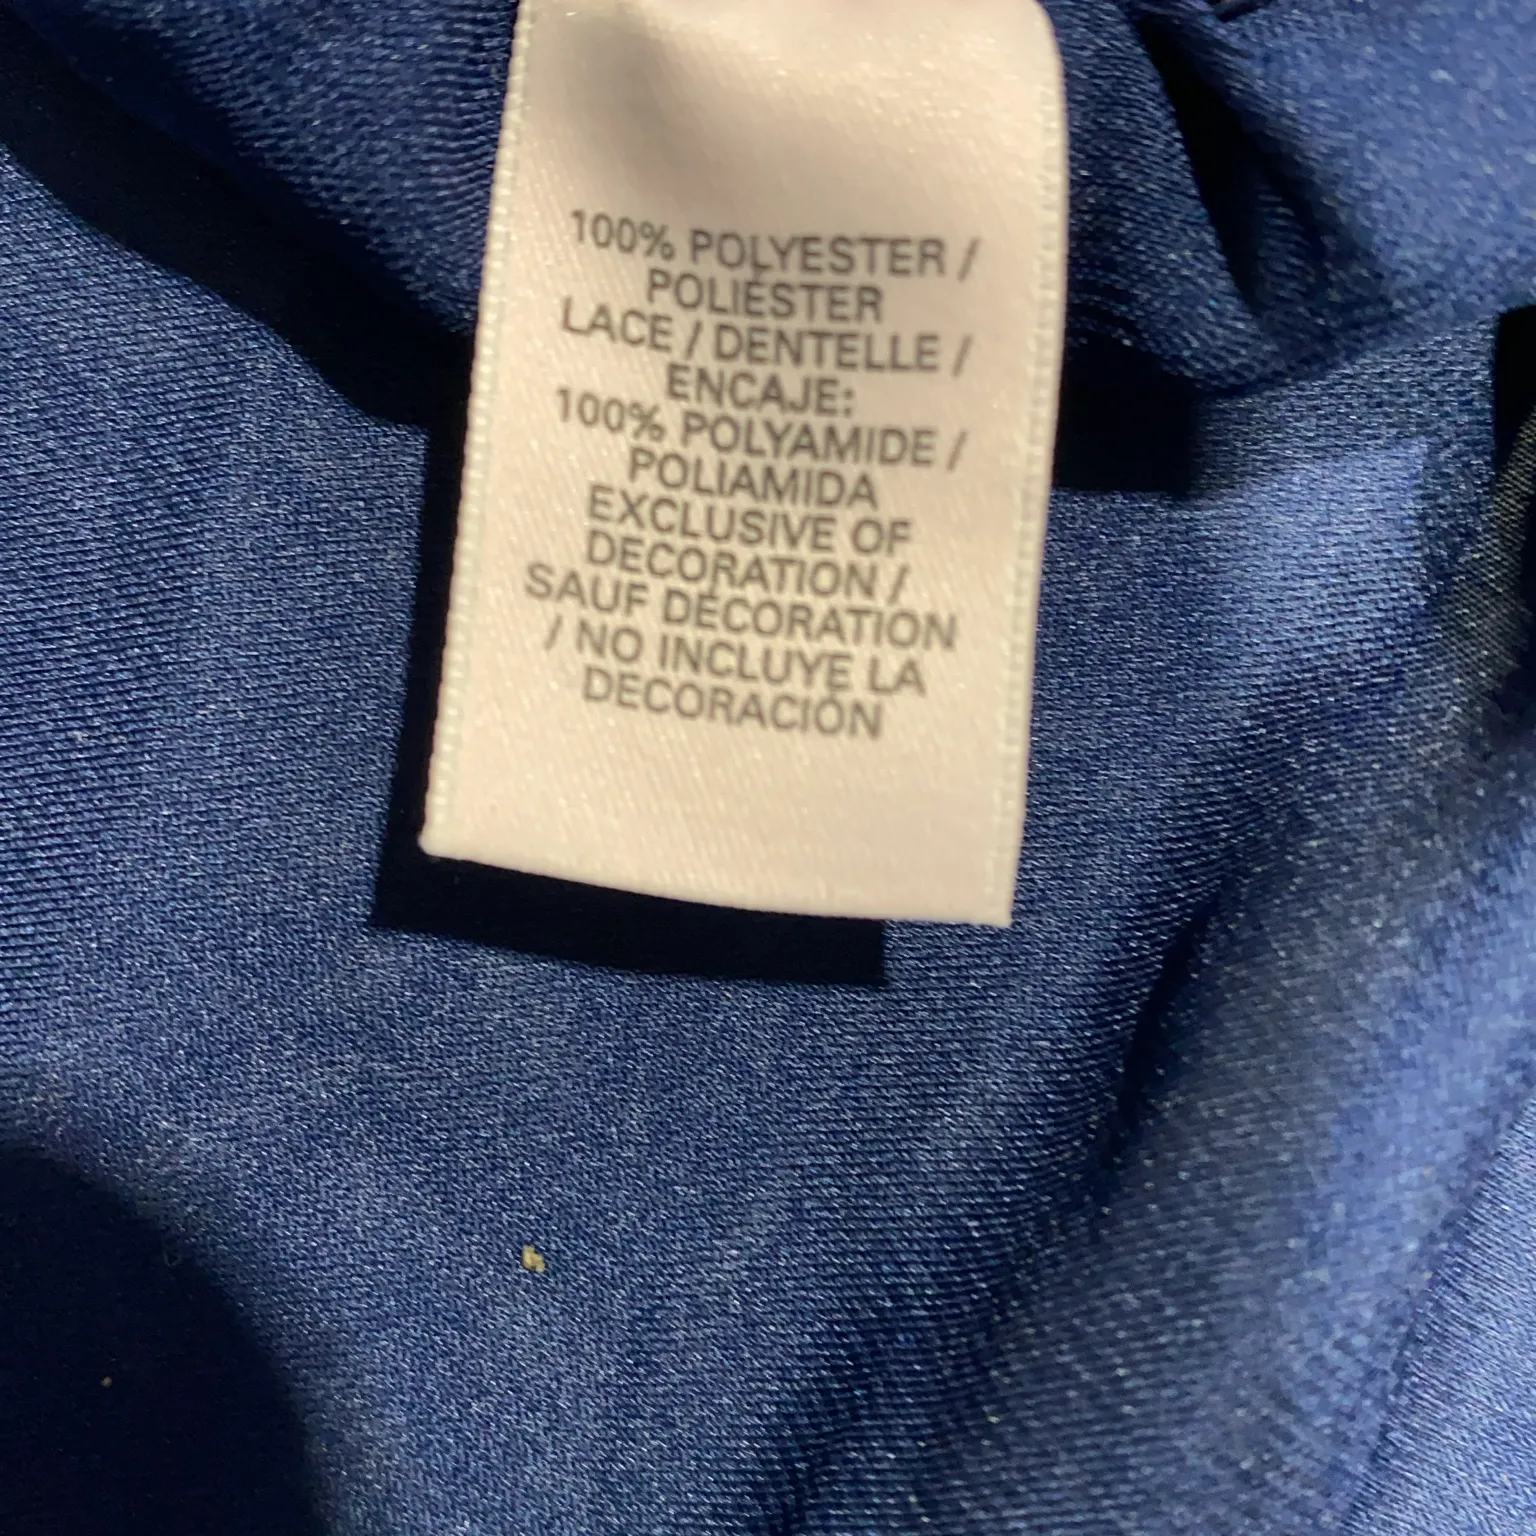 100% POLYESTER /
POLIÉSTER
LACE / DENTELLE /
ENCAJE:
100% POLYAMIDE /
POLIAMIDA
EXCLUSIVE OF
DECORATION /
SAUF DÉCORATION
/ NO INCLUYE LA
DECORACIÓN